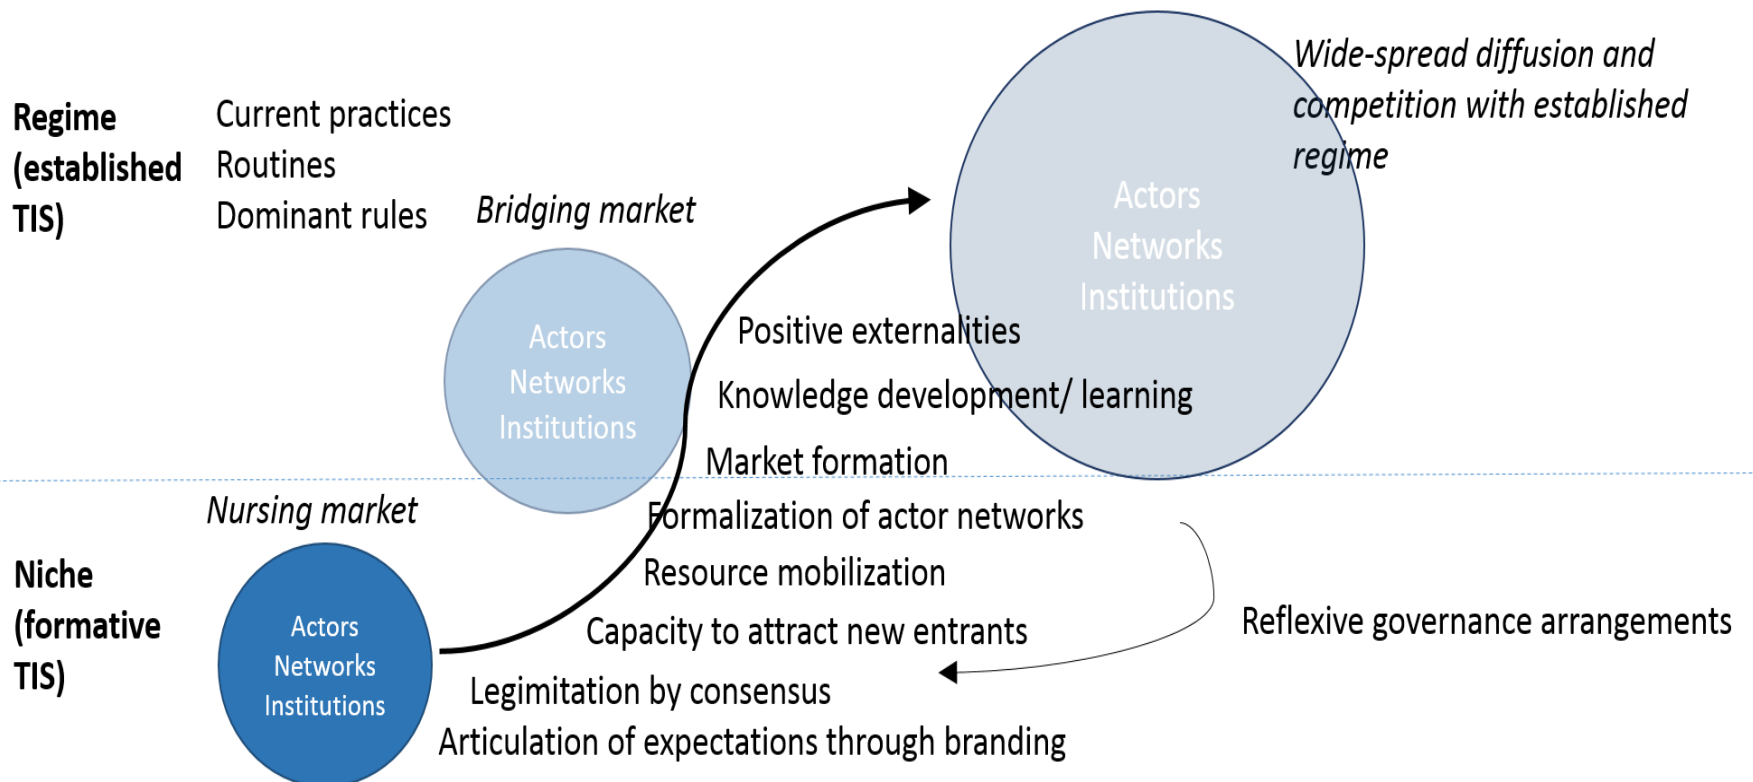 Wide-spread diffusion and
competition with established
regime
Regime
(established
TIS)
Current practices
Routines
Dominant rules
Bridging market
Actors
Networks
Institutions
Actors
Networks
Institutions
Positive externalities
Knowledge development/ learning
Market formation
Nursing market
Formalization of actor networks
Resource mobilization
Capacity to attract new entrants
Legimitation by consensus
Articulation of expectations through branding
Niche
(formative
TIS)
Actors
Networks
Institutions
Reflexive governance arrangements